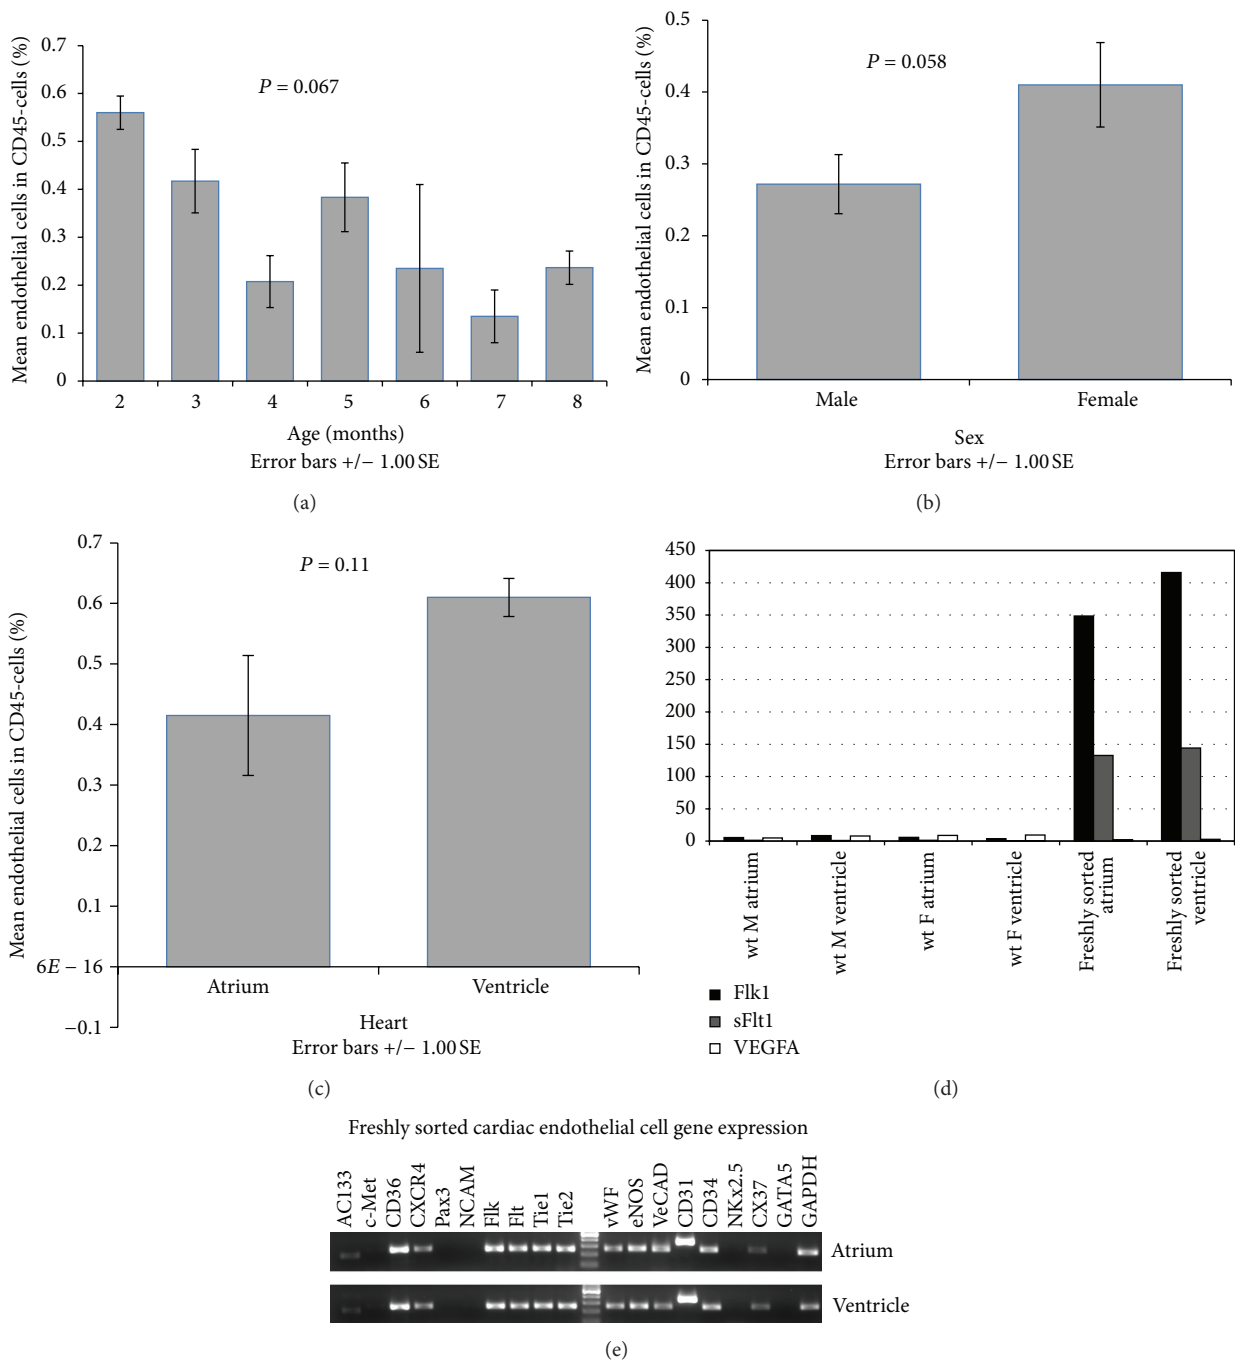 Mean endothelial cells in CD45-cells (%)
0.7
0.6
0.5
0.4
0.3
0.2
0.1
0
P = 0.067
2 3 4 5 6 7 8
Age (months)
Error bars +/− 1.00 SE
(a)
Mean endothelial cells in CD45-cells (%)
0.5
0.4
0.3
0.2
0.1
0
P = 0.058
Male Female
Sex
Error bars +/− 1.00 SE
(b)
Mean endothelial cells in CD45-cells (%)
0.7
0.6
0.5
0.4
0.3
0.2
0.1
6E − 16
−0.1
P = 0.11
Atrium Ventricle
Heart
Error bars +/− 1.00 SE
(c)
450
400
350
300
250
200
150
100
50
0
wt M atrium
wt M ventricle
wt F atrium
wt F ventricle
Freshly sorted
atrium
Freshly sorted
ventricle
Flk1
sFlt1
VEGFA
(d)
Freshly sorted cardiac endothelial cell gene expression
AC133
c-Met
CD36
CXCR4
Pax3
NCAM
Flk
Flt
Tie1
Tie2
vWF
eNOS
VeCAD
CD31
CD34
NKx2.5
CX37
GATA5
GAPDH
Atrium
Ventricle
(e)